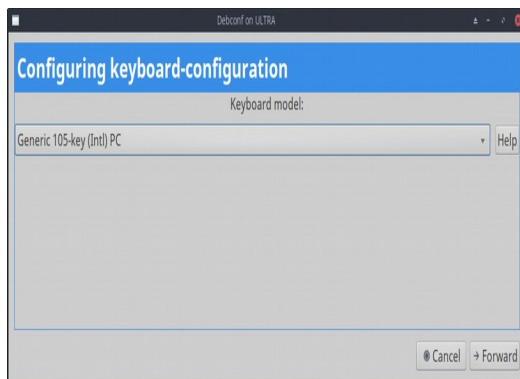 Debconf on ULTRA
Configuring keyboard-configuration
Keyboard model:
Generic 105-key (Intl) PC
Help
Cancel
Forward